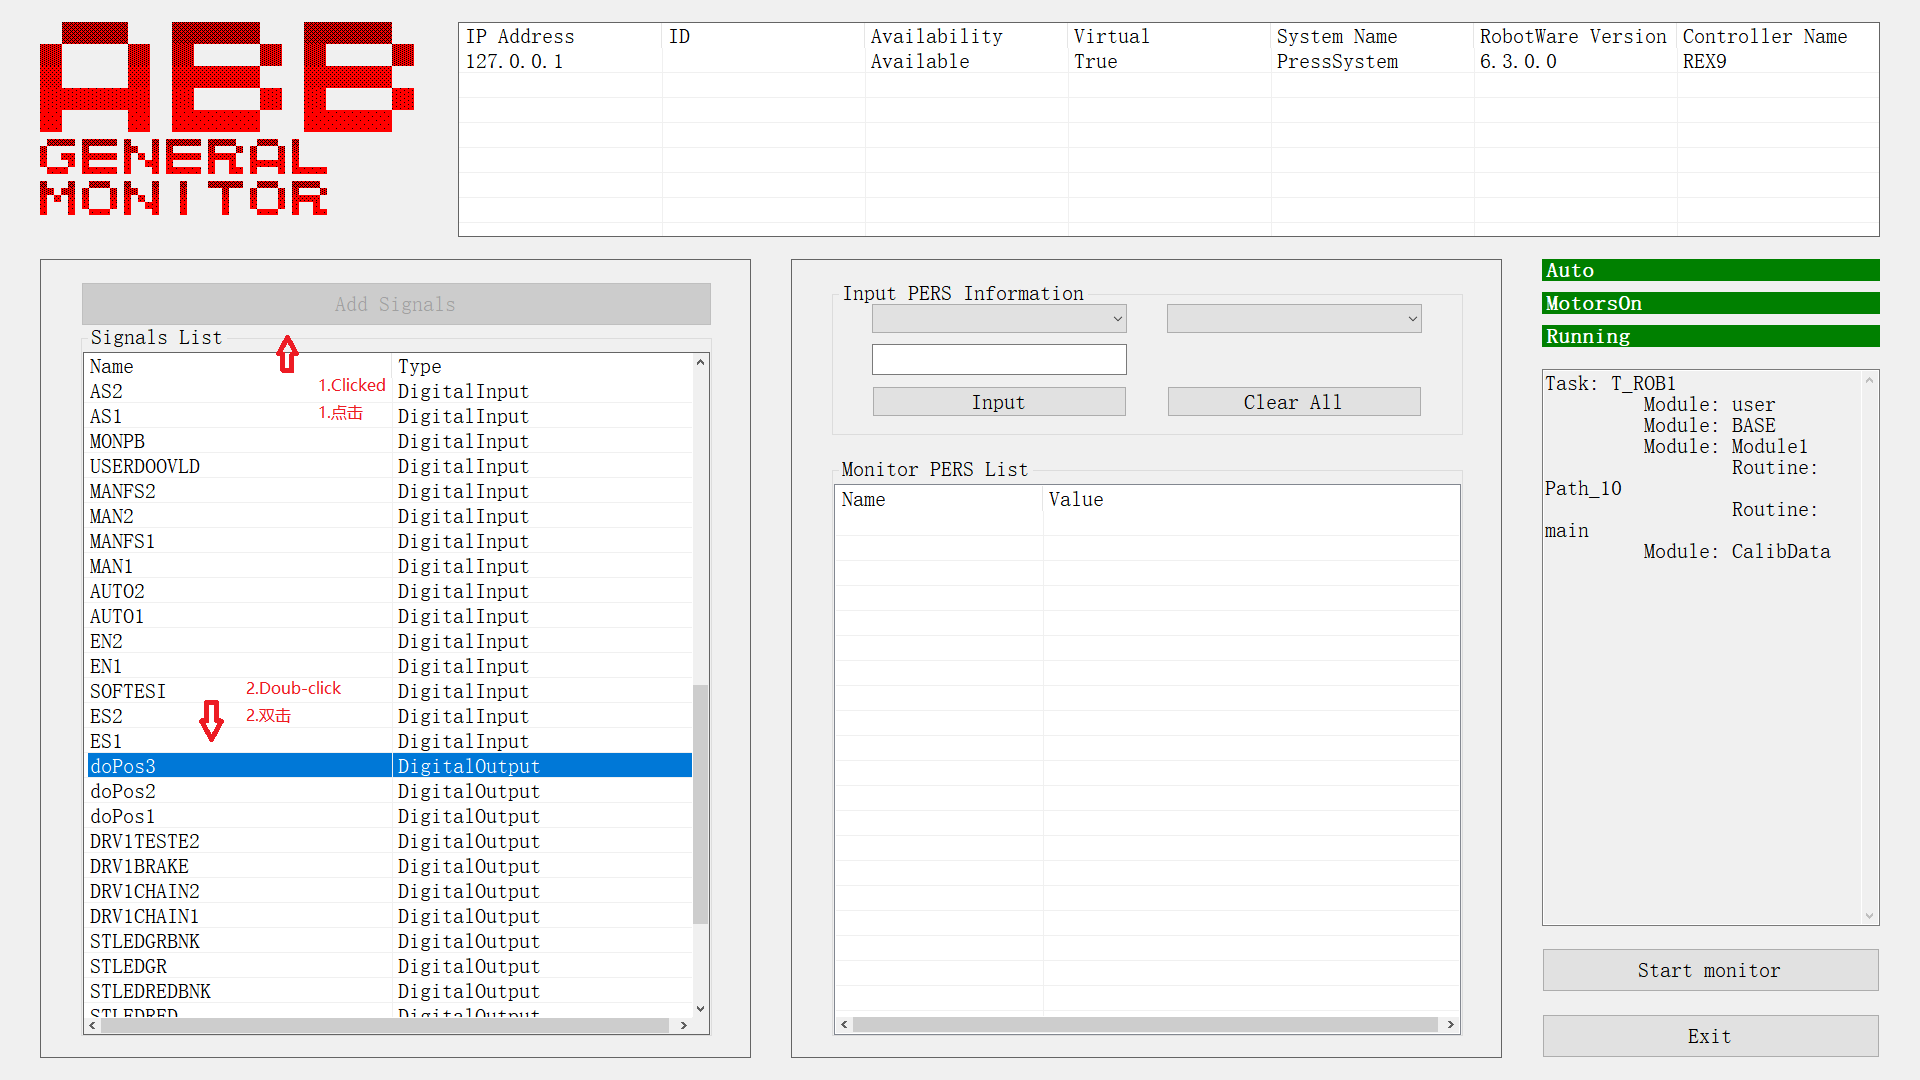 ABB
GENERAL
MONITOR
IP Address ID Availability Virtual System Name RobotWare Version Controller Name
127.0.0.1 Available True PressSystem 6.3.0.0 REX9
Add Signals
Signals List
Name Type
AS2 DigitalInput
1.Clicked
AS1 DigitalInput
1.点击
MONPB DigitalInput
USERDOOVLD DigitalInput
MANFS2 DigitalInput
MAN2 DigitalInput
MANFS1 DigitalInput
MAN1 DigitalInput
AUTO2 DigitalInput
AUTO1 DigitalInput
EN2 DigitalInput
EN1 DigitalInput
SOFTESI DigitalInput
2.Doub-click
ES2 DigitalInput
2.双击
ES1 DigitalInput
doPos3 DigitalOutput
doPos2 DigitalOutput
doPos1 DigitalOutput
DRV1TESTE2 DigitalOutput
DRV1BRAKE DigitalOutput
DRV1CHAIN2 DigitalOutput
DRV1CHAIN1 DigitalOutput
STLEDGRBNK DigitalOutput
STLEDGR DigitalOutput
STLEDREDBNK DigitalOutput
STLEDRED DigitalOutput
Input PERS Information
Input Clear All
Monitor PERS List
Name Value
Auto
MotorsOn
Running
Task: T_ROB1
Module: user
Module: BASE
Module: Module1
Routine:
Path_10
Routine:
main
Module: CalibData
Start monitor
Exit